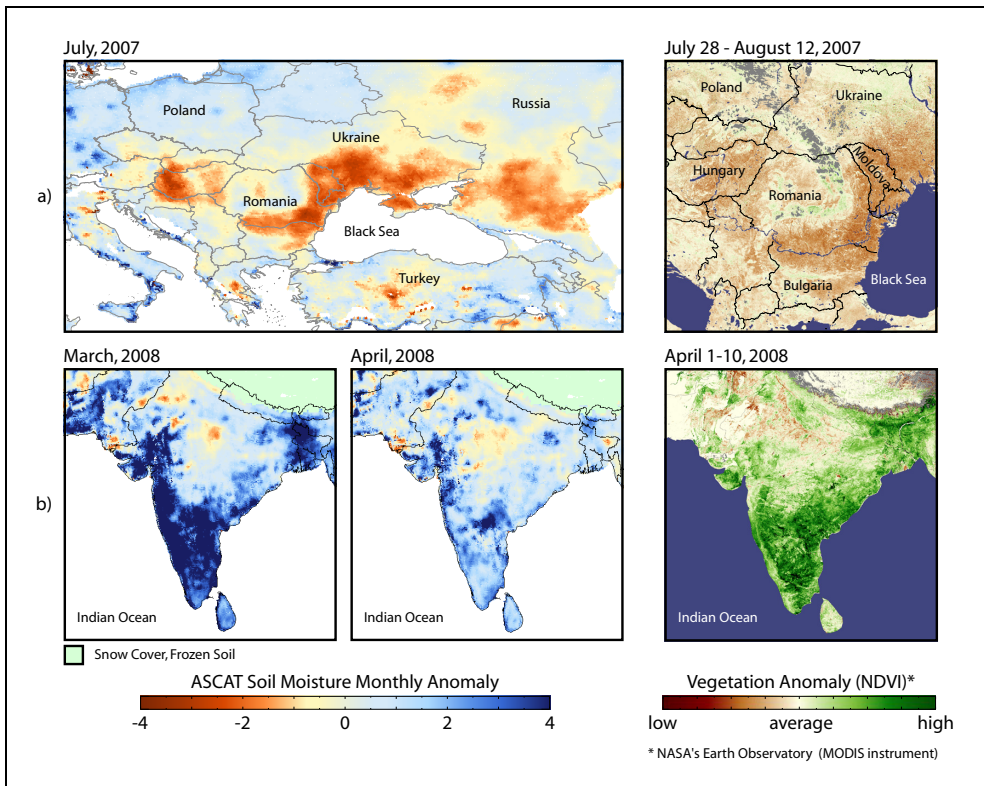 July, 2007
July 28 - August 12, 2007
a)
Poland
Russia
Ukraine
Romania
Black Sea
Turkey
Poland
Ukraine
Hungary
Moldova
Romania
Bulgaria
Black Sea
March, 2008
April, 2008
April 1-10, 2008
b)
Indian Ocean
Indian Ocean
Indian Ocean
Snow Cover, Frozen Soil
ASCAT Soil Moisture Monthly Anomaly
-4 -2 0 2 4
Vegetation Anomaly (NDVI)*
low average high
* NASA's Earth Observatory (MODIS instrument)